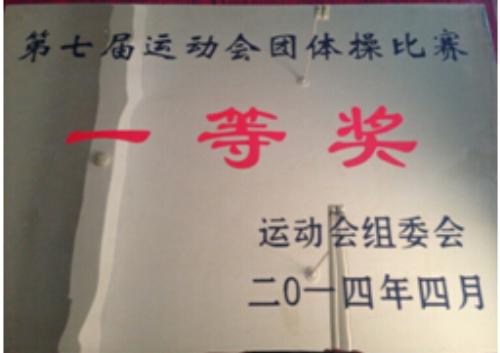 第七届运动会团体操比赛
一等奖
运动会组委会
二0一四年四月